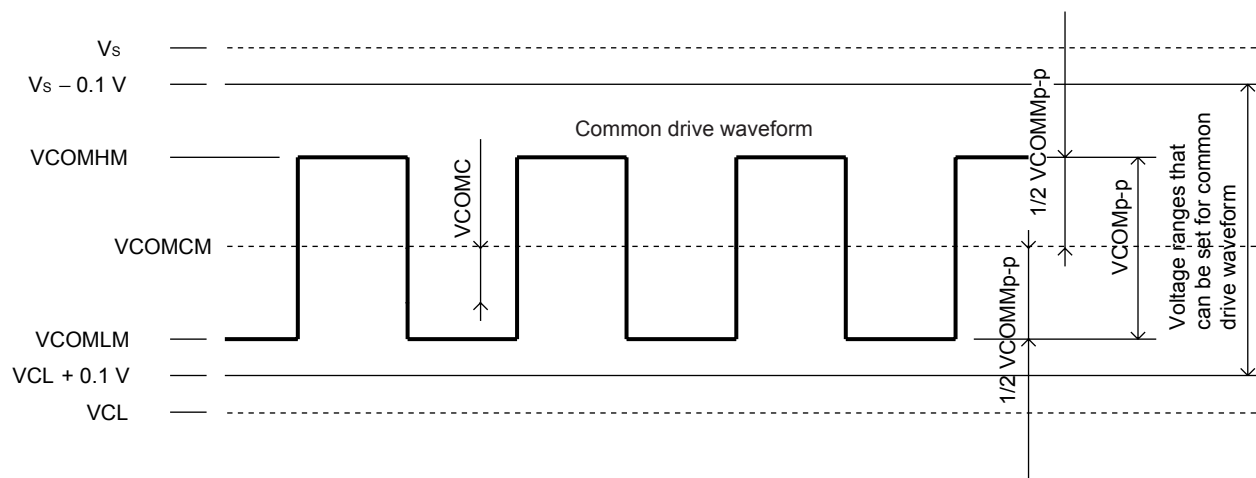 Vs
Vs – 0.1 V
Common drive waveform
VCOMHM
VCOMC
VCOMCM
VCOMLM
VCL + 0.1 V
VCL
1/2 VCOMMp-p
1/2 VCOMMp-p
VCOMp-p
Voltage ranges that
can be set for common
drive waveform